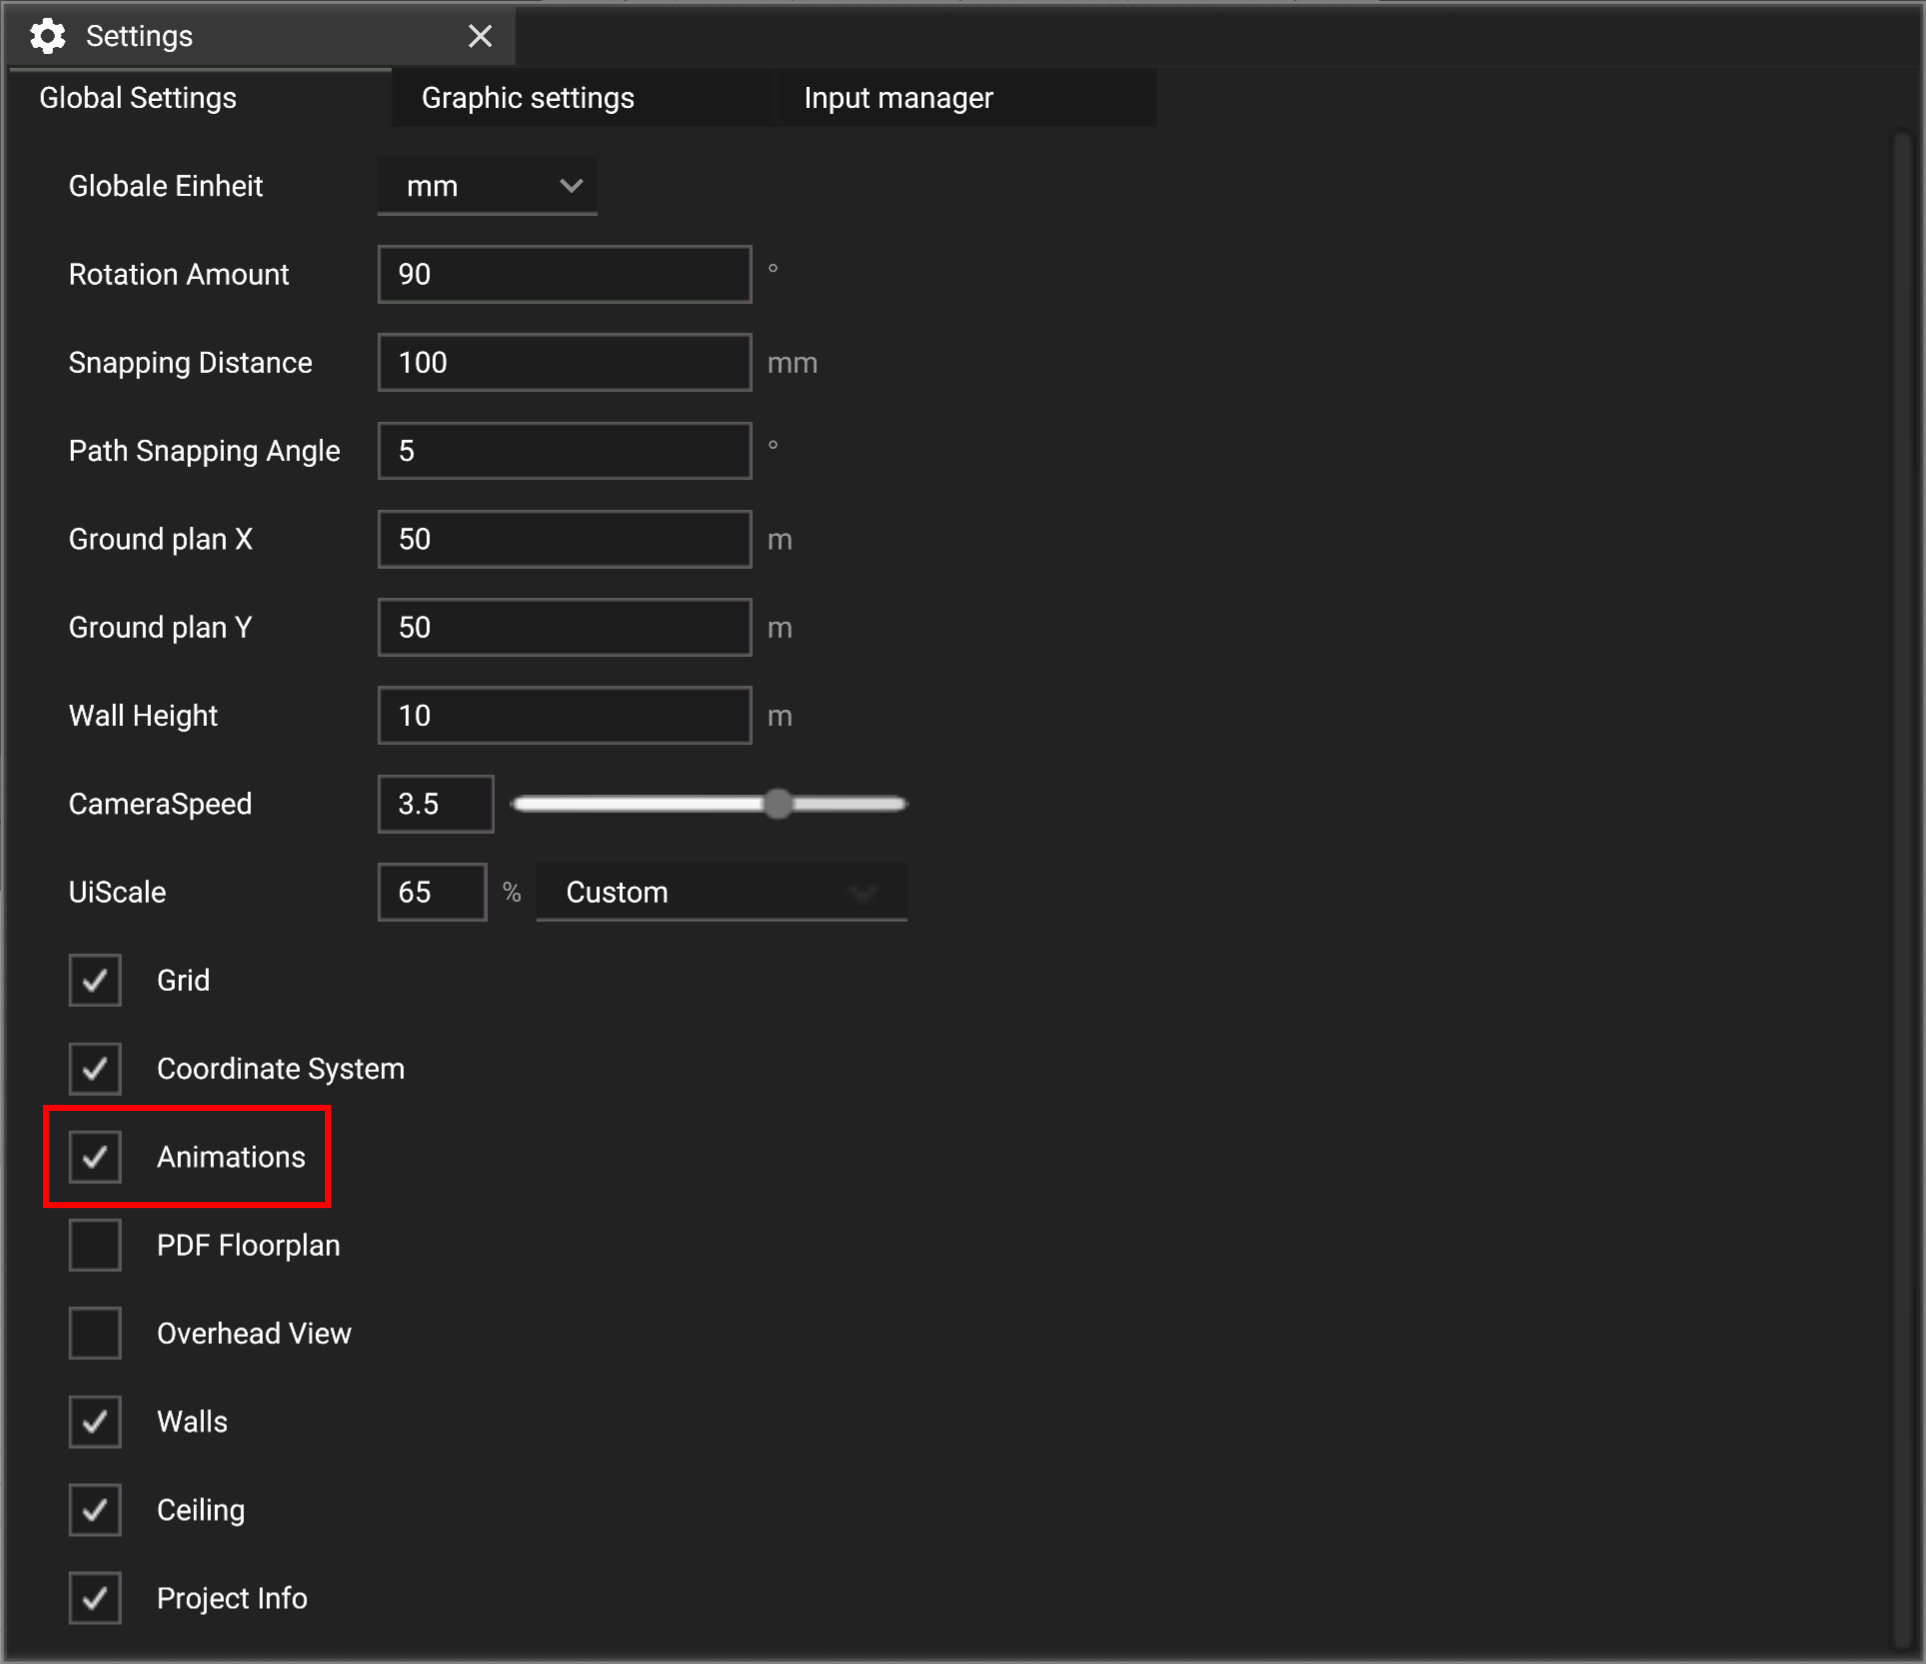 Settings
Global Settings Graphic settings Input manager
Globale Einheit mm
Rotation Amount 90 °
Snapping Distance 100 mm
Path Snapping Angle 5 °
Ground plan X 50 m
Ground plan Y 50 m
Wall Height 10 m
CameraSpeed 3.5
UiScale 65 % Custom
Grid
Coordinate System
Animations
PDF Floorplan
Overhead View
Walls
Ceiling
Project Info